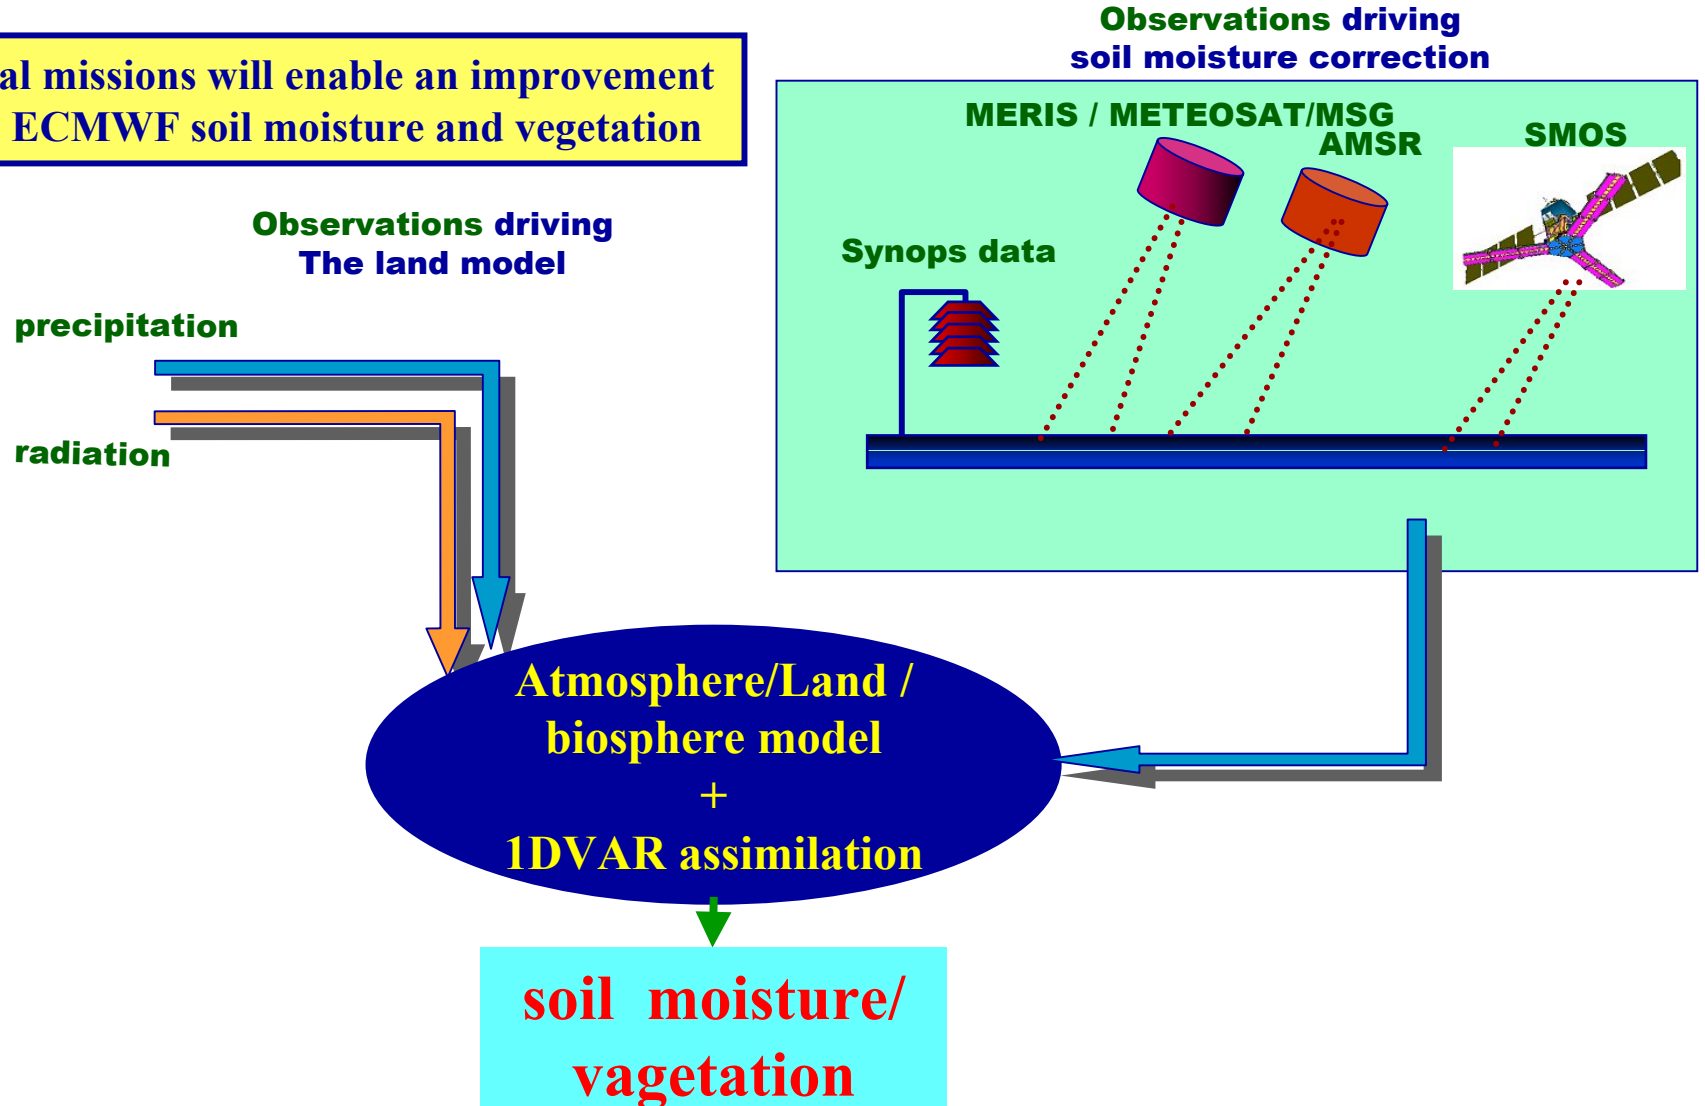 al missions will enable an improvement
ECMWF soil moisture and vegetation
Observations driving
soil moisture correction
MERIS / METEOSAT/MSG
AMSR
SMOS
Synops data
Observations driving
The land model
precipitation
radiation
Atmosphere/Land /
biosphere model
+
1DVAR assimilation
soil moisture/
vagetation